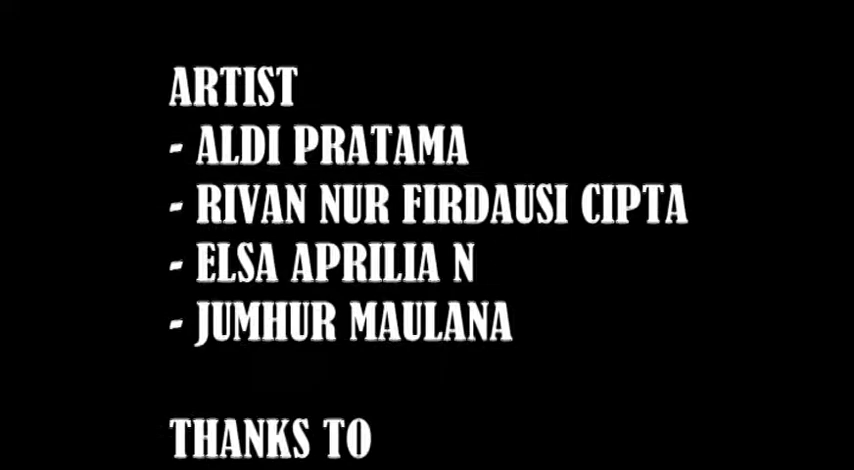 ARTIST
- ALDI PRATAMA
- RIVAN NUR FIRDAUSI CIPTA
- ELSA APRILIA N
- JUMHUR MAULANA
THANKS TO